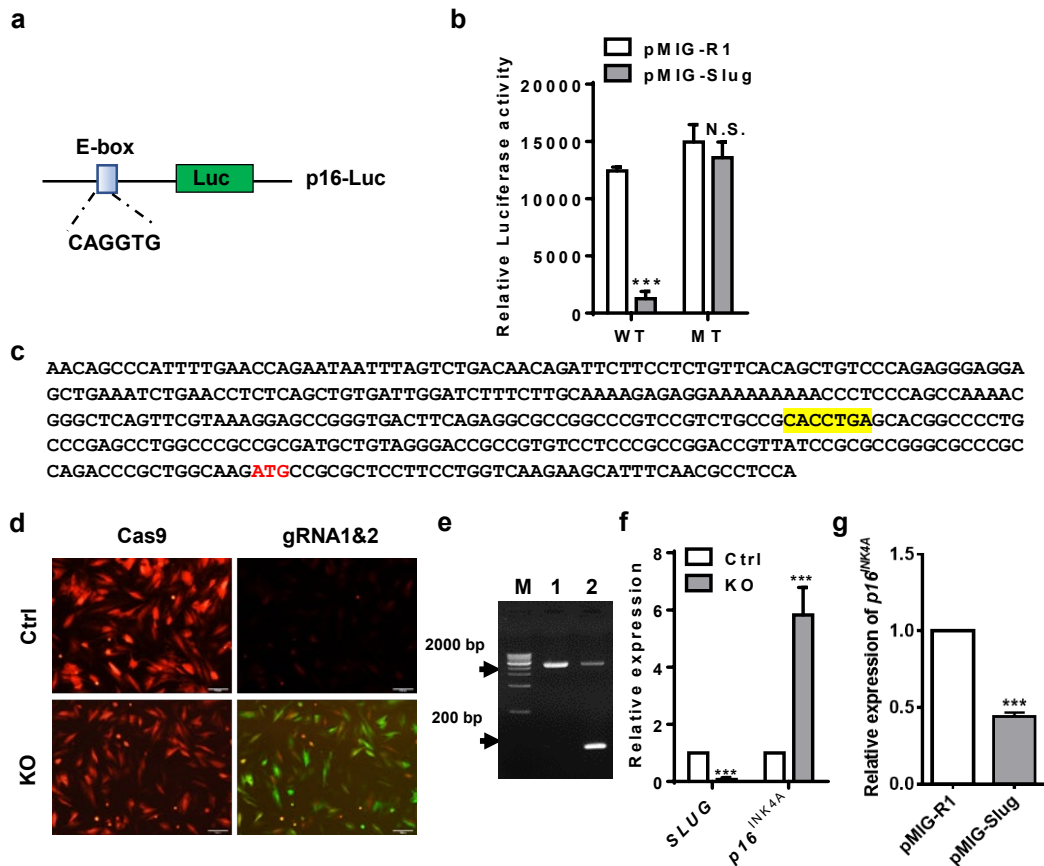 a
E-box
Luc
p16-Luc
CAGGTG
b
pMIG-R1
pMIG-Slug
Relative Luciferase activity
20000
15000
10000
5000
0
***
N.S.
WT
MT
c
AACAGCCCATTTTGAACCAGAATAATTTAGTCTGACAACAGATTCTTCCTCTGTTCACAGCTGTCCCAGAGGGAGGA
GCTGAAATCTGAACCTCTCAGCTGTGATTGGATCTTTCTTGCAAAAGAGAGGAAAAAAAAAACCCTCCCAGCCAAAAC
GGGCTCAGTTCGTAAAGGAGCCGGGTGACTTCAGAGGCGCCGGCCCGTCCGTCTGCCGCACCTGAGCACGGCCCCTG
CCCGAGCCTGGCCCGCCGCGATGCTGTAGGGACCGCCGTGTCCTCCCGCCGGACCGTTATCCGCGCCGGGCGCCCGC
CAGACCCGCTGGCAAGATGCCGCGCTCCTTCCTGGTCAAGAAGCATTTCAACGCCTCCA
d
Cas9
gRNA1&2
Ctrl
KO
e
M 1 2
2000 bp
200 bp
f
Ctrl
KO
Relative expression
8
6
4
2
0
***
***
SLUG
p16INK4A
g
Relative expression of p16INK4A
1.5
1.0
0.5
0.0
***
pMIG-R1
pMIG-Slug